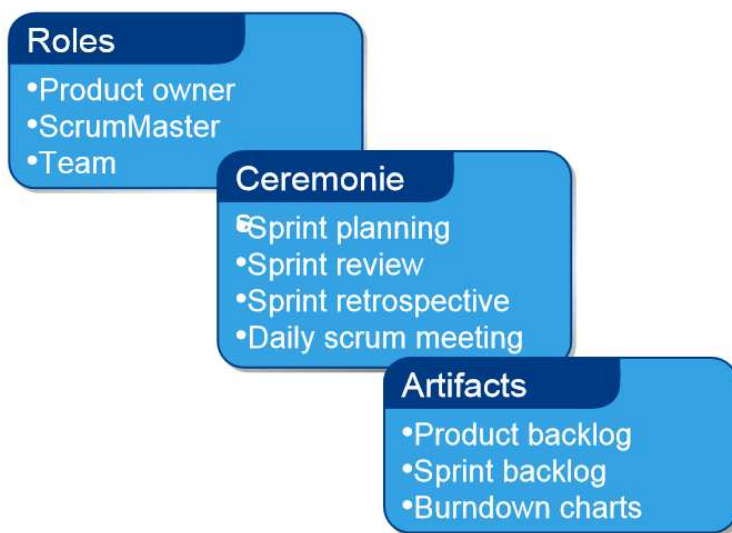 Roles
•Product owner
•ScrumMaster
•Team
Ceremonie
s
•Sprint planning
•Sprint review
•Sprint retrospective
•Daily scrum meeting
Artifacts
•Product backlog
•Sprint backlog
•Burndown charts